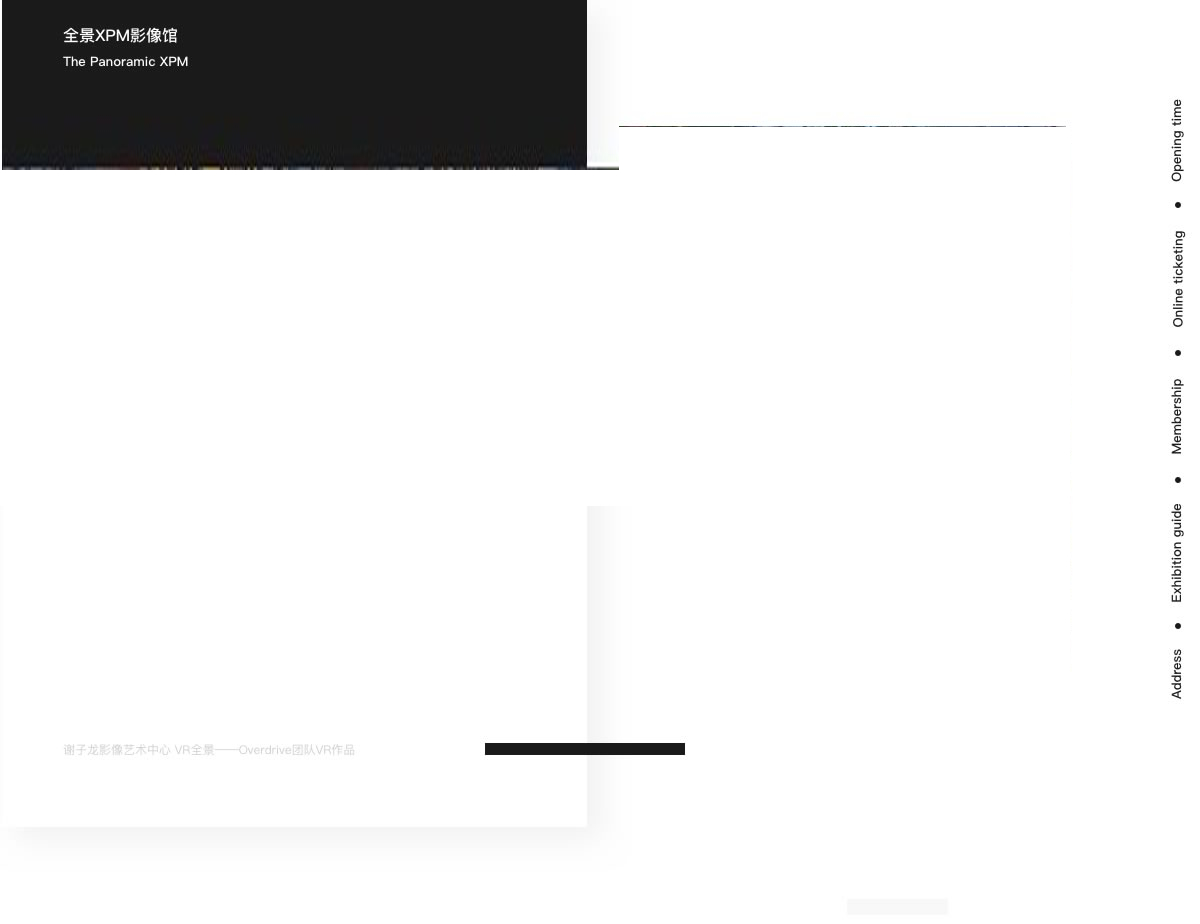 全景XPM影像馆
The Panoramic XPM
谢子龙影像艺术中心 VR全景——Overdrive团队VR作品
Address ● Exhibition guide ● Membership ● Online ticketing ● Opening time